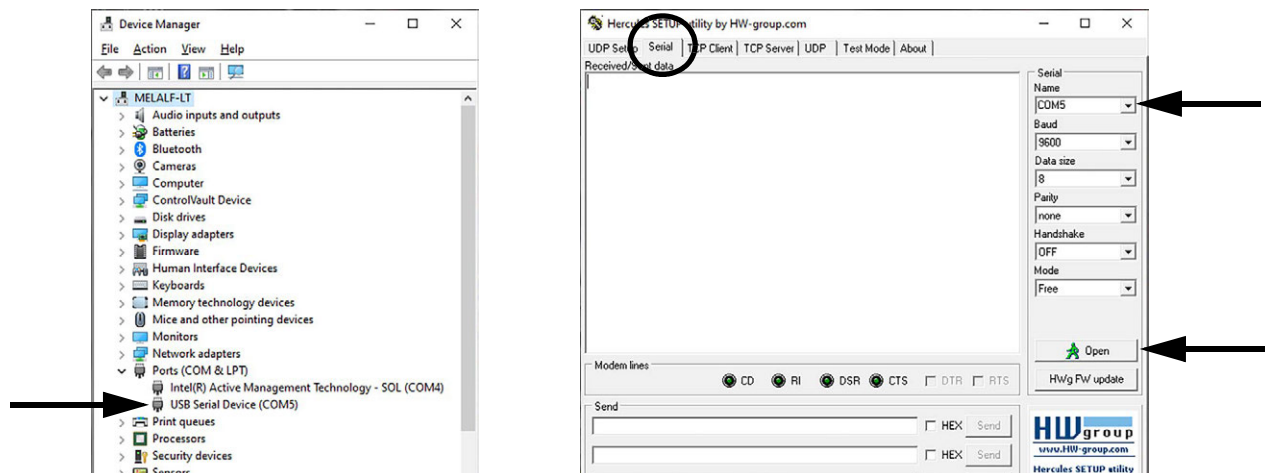 Device Manager
File Action View Help
MELALF-LT
Audio inputs and outputs
Batteries
Bluetooth
Cameras
Computer
ControlVault Device
Disk drives
Display adapters
Firmware
Human Interface Devices
Keyboards
Memory technology devices
Mice and other pointing devices
Monitors
Network adapters
Ports (COM & LPT)
Intel(R) Active Management Technology - SOL (COM4)
USB Serial Device (COM5)
Print queues
Processors
Security devices
Sensors
Hercules SETUP utility by HW-group.com
UDP Setup Serial TCP Client TCP Server UDP Test Mode About
Received/Sent data
Serial
Name
COM5
Baud
9600
Data size
8
Parity
none
Handshake
OFF
Mode
Free
Open
HWg FW update
Modem lines
CD RI DSR CTS DTR RTS
Send
HEX Send
HEX Send
HW group
www.HW-group.com
Hercules SETUP utility